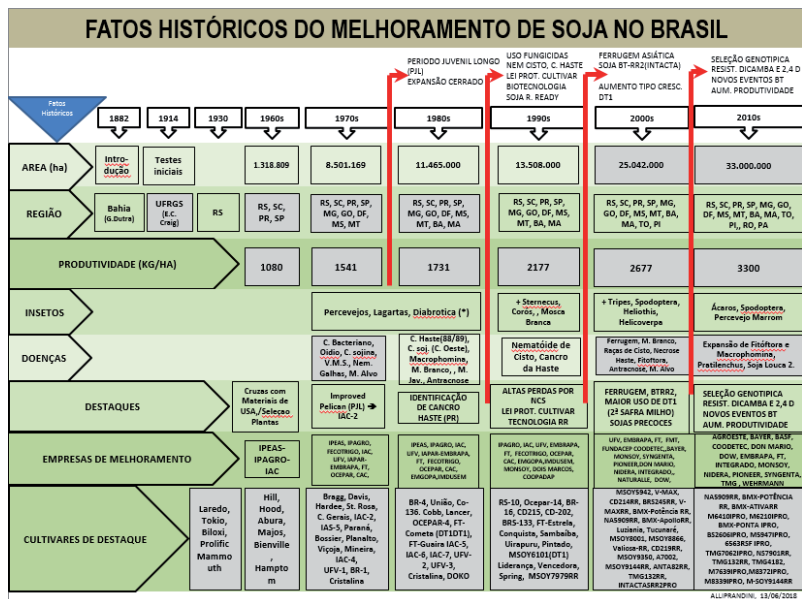 FATOS HISTÓRICOS DO MELHORAMENTO DE SOJA NO BRASIL
PERIODO JUVENIL LONGO
(PJL)
EXPANSÃO CERRADO
USO FUNGICIDAS
NEM CISTO, C. HASTE
LEI PROT. CULTIVAR
BIOTECNOLOGIA
SOJA R. READY
FERRUGEM ASIÁTICA
SOJA BT-RR2(INTACTA)
AUMENTO TIPO CRESC.
DT1
SELEÇÃO GENOTIPICA
RESIST. DICAMBA E 2,4 D
NOVOS EVENTOS BT
AUM. PRODUTIVIDADE
Fatos
Históricos
1882
1914
1930
1960s
1970s
1980s
1990s
2000s
2010s
AREA (ha)
Intro-
dução
Testes
iniciais
1.318.809
8.501.169
11.465.000
13.508.000
25.042.000
33.000.000
REGIÃO
Bahia
(G.Dutra)
UFRGS
(E.C.
Craig)
RS
RS, SC,
PR, SP
RS, SC, PR, SP,
MG, GO, DF,
MS, MT
RS, SC, PR, SP,
MG, GO, DF, MS,
MT, BA, MA
RS, SC, PR, SP,
MG, GO, DF, MS,
MT, BA, MA
RS, SC, PR, SP, MG,
GO, DF, MS, MT, BA,
MA, TO, PI
RS, SC, PR, SP, MG, GO,
DF, MS, MT, BA, MA, TO,
PI,, RO, PA
PRODUTIVIDADE (KG/HA)
1080
1541
1731
2177
2677
3300
INSETOS
Percevejos, Lagartas, Diabrotica (*)
+ Sternecus,
Corós, , Mosca
Branca
+ Tripes, Spodoptera,
Heliothis,
Helicoverpa
Ácaros, Spodoptera,
Percevejo Marrom
DOENÇAS
C. Bacteriano,
Oidio, C. sojina,
V.M.S., Nem.
Galhas, M. Alvo
C. Haste(88/89),
C. soj. (C. Oeste),
Macrophomina,
M. Branco, , M.
Jav., Antracnose
Nematóide de
Cisto, Cancro
da Haste
Ferrugem, M. Branco,
Raças de Cisto, Necrose
Haste, Fitoftora,
Antracnose, M. Alvo
Expansão de Fitóftora e
Macrophomina,
Pratilenchus, Soja Louca 2.
DESTAQUES
Cruzas com
Materiais de
USA,/Seleçao
Plantas
Improved
Pelican (PJL) ➔
IAC-2
IDENTIFICAÇÃO
DE CANCRO
HASTE (PR)
ALTAS PERDAS POR
NCS
LEI PROT. CULTIVAR
TECNOLOGIA RR
FERRUGEM, BTRR2,
MAIOR USO DE DT1
(2ª SAFRA MILHO)
SOJAS PRECOCES
SELEÇÃO GENOTIPICA
RESIST. DICAMBA E 2,4 D
NOVOS EVENTOS BT
AUM. PRODUTIVIDADE
EMPRESAS DE MELHORAMENTO
IPEAS-
IPAGRO-
IAC
IPEAS, IPAGRO,
FECOTRIGO, IAC,
UFV, IAPAR-
EMBRAPA, FT,
OCEPAR, CAC,
IPEAS, IPAGRO, IAC,
UFV, IAPAR-EMBRAPA,
FT, FECOTRIGO,
OCEPAR, CAC,
EMGOPA,INDUSEM
IPAGRO, IAC, UFV, EMBRAPA,
FT, FECOTRIGO, OCEPAR,
CAC, EMGOPA,IMDUSEM,
MONSOY, DOIS MARCOS,
COOPADAP
UFV, EMBRAPA, FT, FMT,
FUNDACEP COODETEC,,BAYER,
MONSOY, SYNGENTA,
PIONEER,DON MARIO,
NIDERA, INTEGRADO,,
NATURALLE, DOW,
AGROESTE, BAYER, BASF,
COODETEC, DON MARIO,
DOW, EMBRAPA, FT,
INTEGRADO, MONSOY,
NIDERA, PIONEER, SYNGENTA,
TMG , WEHRMANN
CULTIVARES DE DESTAQUE
Laredo,
Tokio,
Biloxi,
Prolific
Mammo
uth
Hill,
Hood,
Abura,
Majos,
Bienville
,
Hampto
m
Bragg, Davis,
Hardee, St. Rosa,
C. Gerais, IAC-2,
IAS-5, Paraná,
Bossier, Planalto,
Viçoja, Mineira,
IAC-4,
UFV-1, BR-1,
Cristalina
BR-4, União, Co-
136. Cobb, Lancer,
OCEPAR-4, FT-
Cometa (DT1DT1),
FT-Guaira IAC-5,
IAC-6, IAC-7, UFV-
2, UFV-3,
Cristalina, DOKO
RS-10, Ocepar-14, BR-
16, CD215, CD-202,
BRS-133, FT-Estrela,
Conquista, Sambaiba,
Uirapuru, Pintado,
MSOY6101(DT1)
Liderança, Vencedora,
Spring, MSOY7979RR
MSOY5942, V-MAX,
CD214RR, BRS245RR, V-
MAXRR, BMX-Potência RR,
NAS909RR, BMX-ApolloRR,
Luziania, Tucunaré,
MSOY8001, MSOY8866,
Valiosa-RR, CD219RR,
MSOY9350, A7002,
MSOY9144RR, ANTA82RR,
TMG132RR,
INTACTASRR2PRO
NA5909RR, BMX-POTÊNCIA
RR, BMX-ATIVARR
M6410IPRO, M6210IPRO,
BMX-PONTA IPRO,
BS2606IPRO, M5947IPRO,
6563RSF IPRO,
TMG7062IPRO, NS7901RR,
TMG132RR, TMG4182,
M7639IPRO,M8372IPRO,
M8339IPRO, M-SOY9144RR
ALLIPRANDINI, 13/06/2018